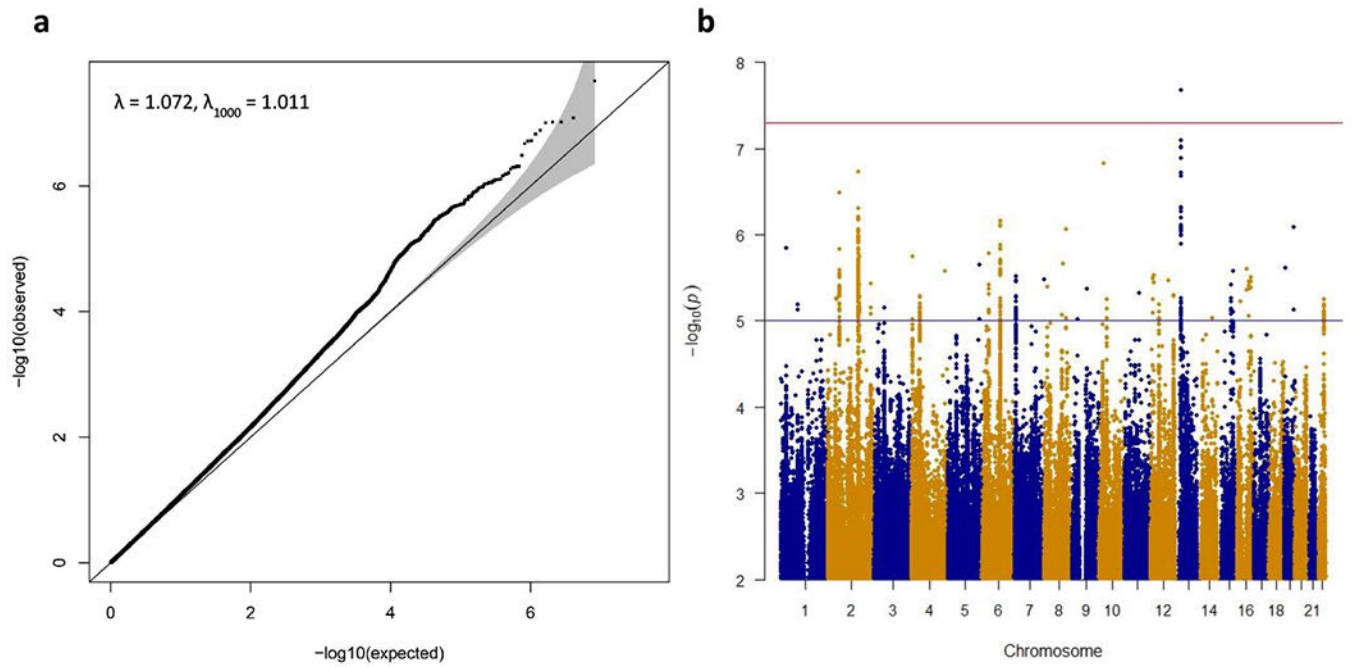 a
λ = 1.072, λ1000 = 1.011
−log10(observed)
6
4
2
0
0 2 4 6
−log10(expected)
b
−log10(p)
8
7
6
5
4
3
2
1 2 3 4 5 6 7 8 9 10 12 14 16 18 21
Chromosome